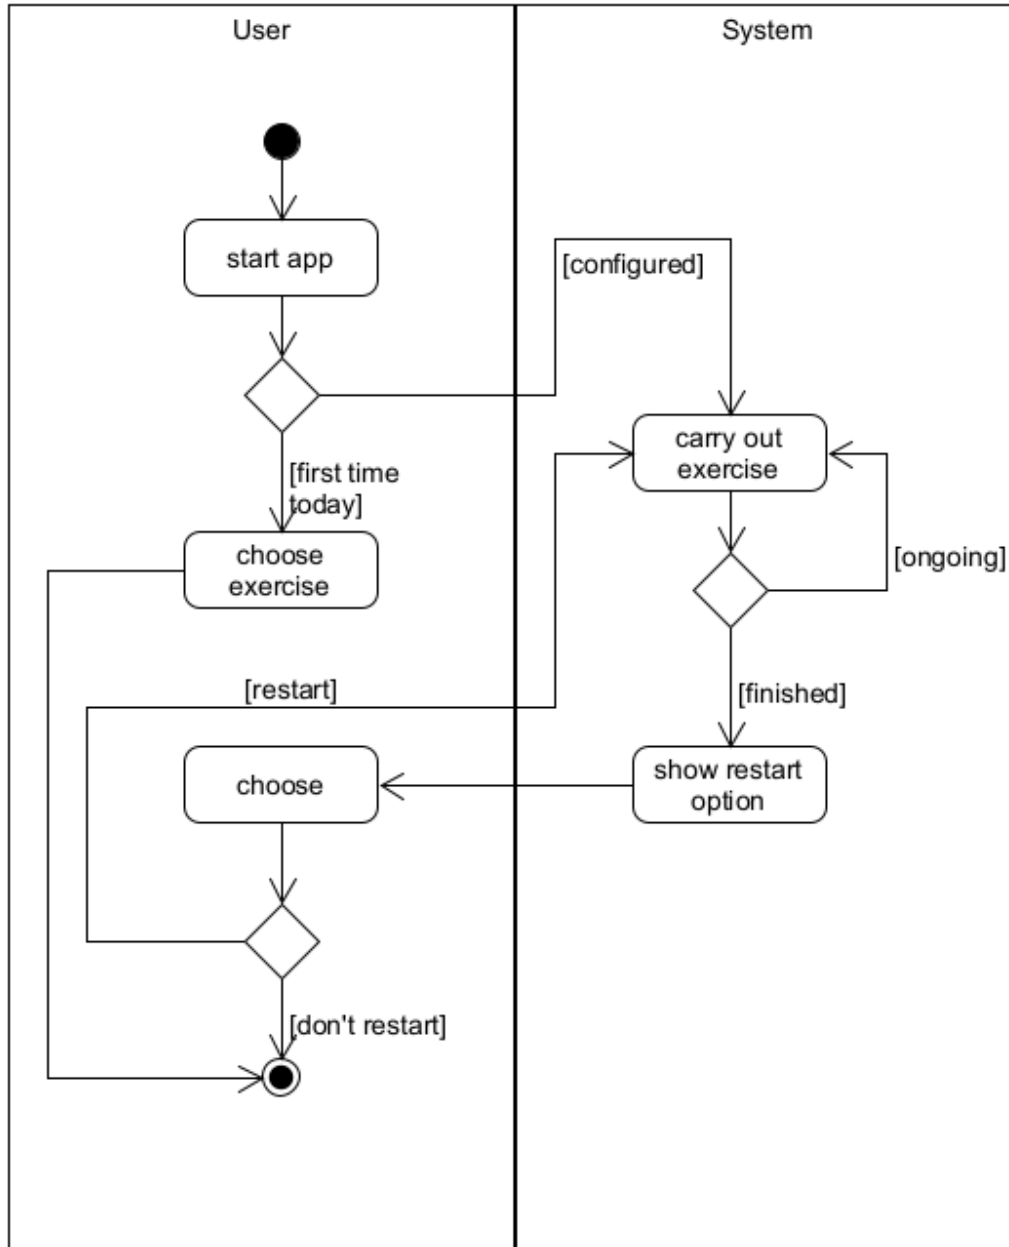 User
System
start app
[configured]
carry out
exercise
[first time
today]
choose
exercise
[ongoing]
[restart]
[finished]
choose
show restart
option
[don't restart]